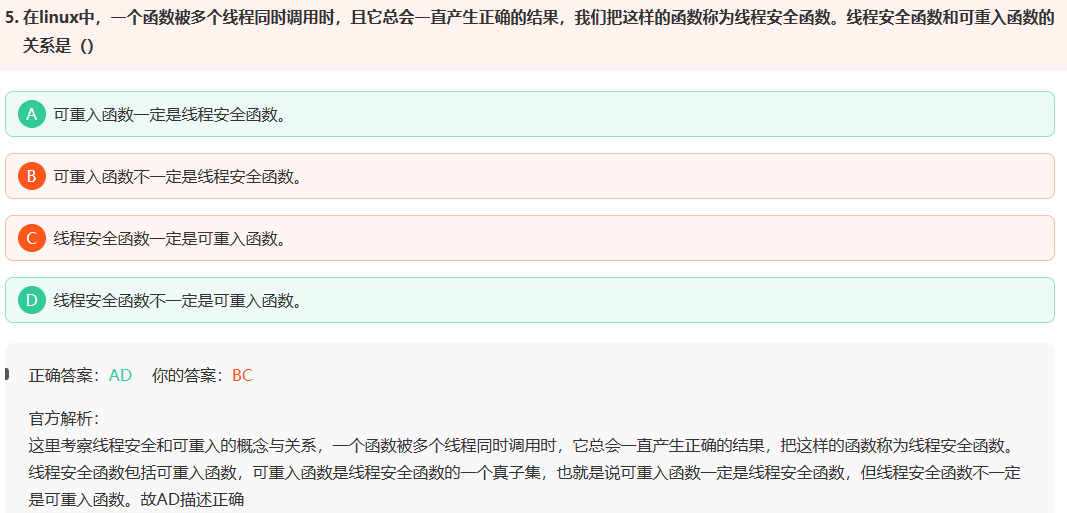 5. 在linux中，一个函数被多个线程同时调用时，且它总会一直产生正确的结果，我们把这样的函数称为线程安全函数。线程安全函数和可重入函数的
关系是（）
A 可重入函数一定是线程安全函数。
B 可重入函数不一定是线程安全函数。
C 线程安全函数一定是可重入函数。
D 线程安全函数不一定是可重入函数。
正确答案：AD 你的答案：BC
官方解析：
这里考察线程安全和可重入的概念与关系，一个函数被多个线程同时调用时，它总会一直产生正确的结果，把这样的函数称为线程安全函数。
线程安全函数包括可重入函数，可重入函数是线程安全函数的一个真子集，也就是说可重入函数一定是线程安全函数，但线程安全函数不一定
是可重入函数。故AD描述正确